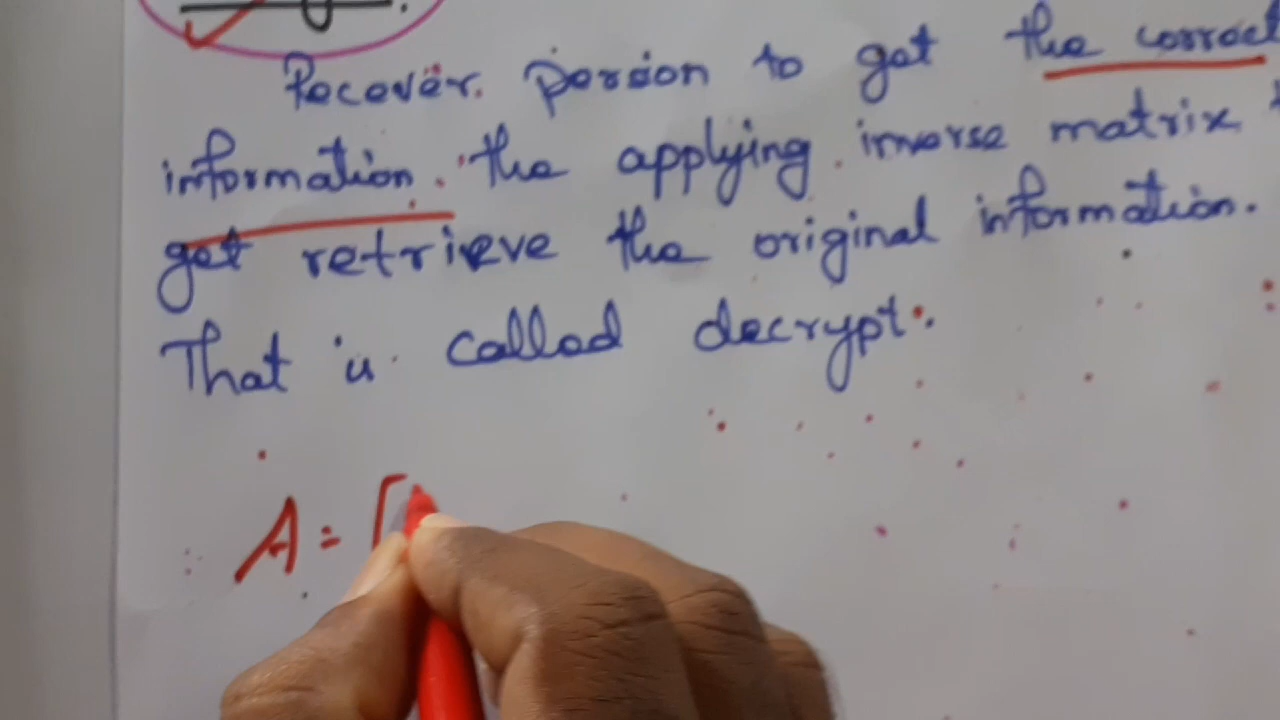 Recever. Person to get the correct
information. the applying inverse matrix
get retrieve the original information.
That is called decrypt.
A = [